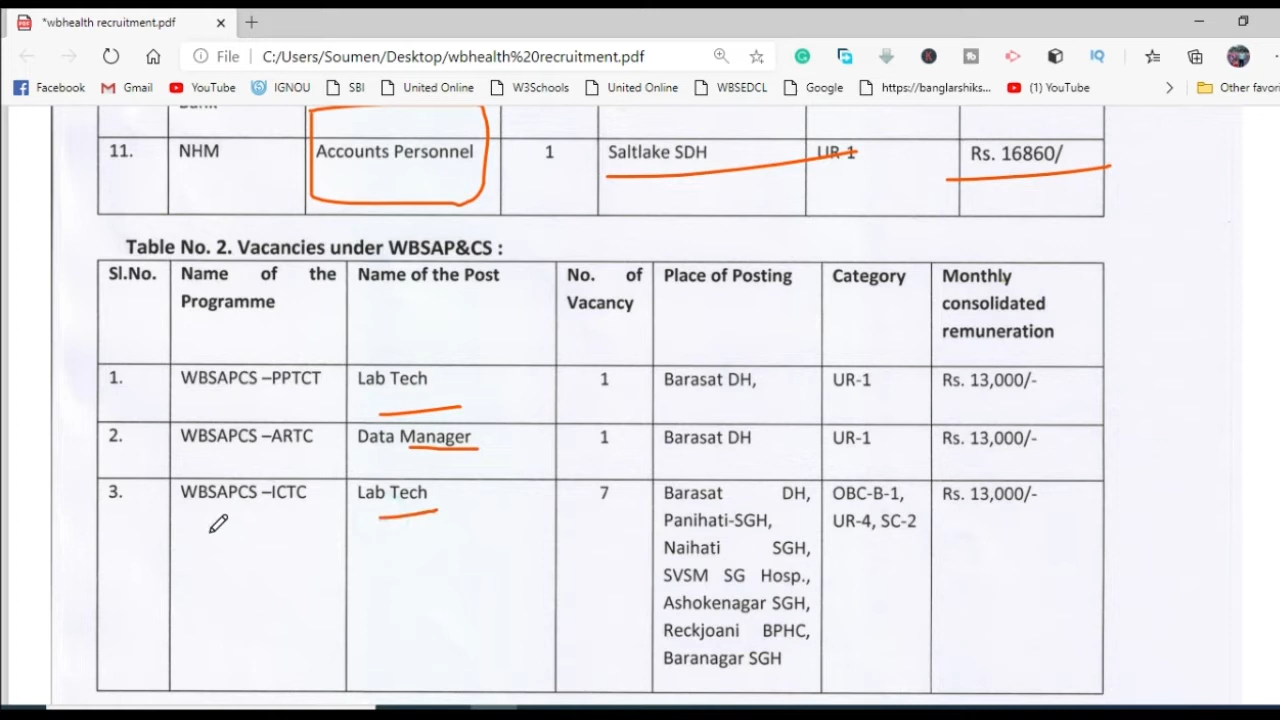 *wbhealth recruitment.pdf
File C:/Users/Soumen/Desktop/wbhealth%20recruitment.pdf
Facebook Gmail YouTube IGNOU SBI United Online W3Schools United Online WBSEDCL Google https://banglarshiks... (1) YouTube Other favori
11. NHM Accounts Personnel 1 Saltlake SDH UR-1 Rs. 16860/
Table No. 2. Vacancies under WBSAP&CS :
Sl.No. Name of the Name of the Post No. of Place of Posting Category Monthly
Programme Vacancy consolidated
remuneration
1. WBSAPCS –PPTCT Lab Tech 1 Barasat DH, UR-1 Rs. 13,000/-
2. WBSAPCS –ARTC Data Manager 1 Barasat DH UR-1 Rs. 13,000/-
3. WBSAPCS –ICTC Lab Tech 7 Barasat DH, OBC-B-1, Rs. 13,000/-
Panihati-SGH, UR-4, SC-2
Naihati SGH,
SVSM SG Hosp.,
Ashokenagar SGH,
Reckjoani BPHC,
Baranagar SGH